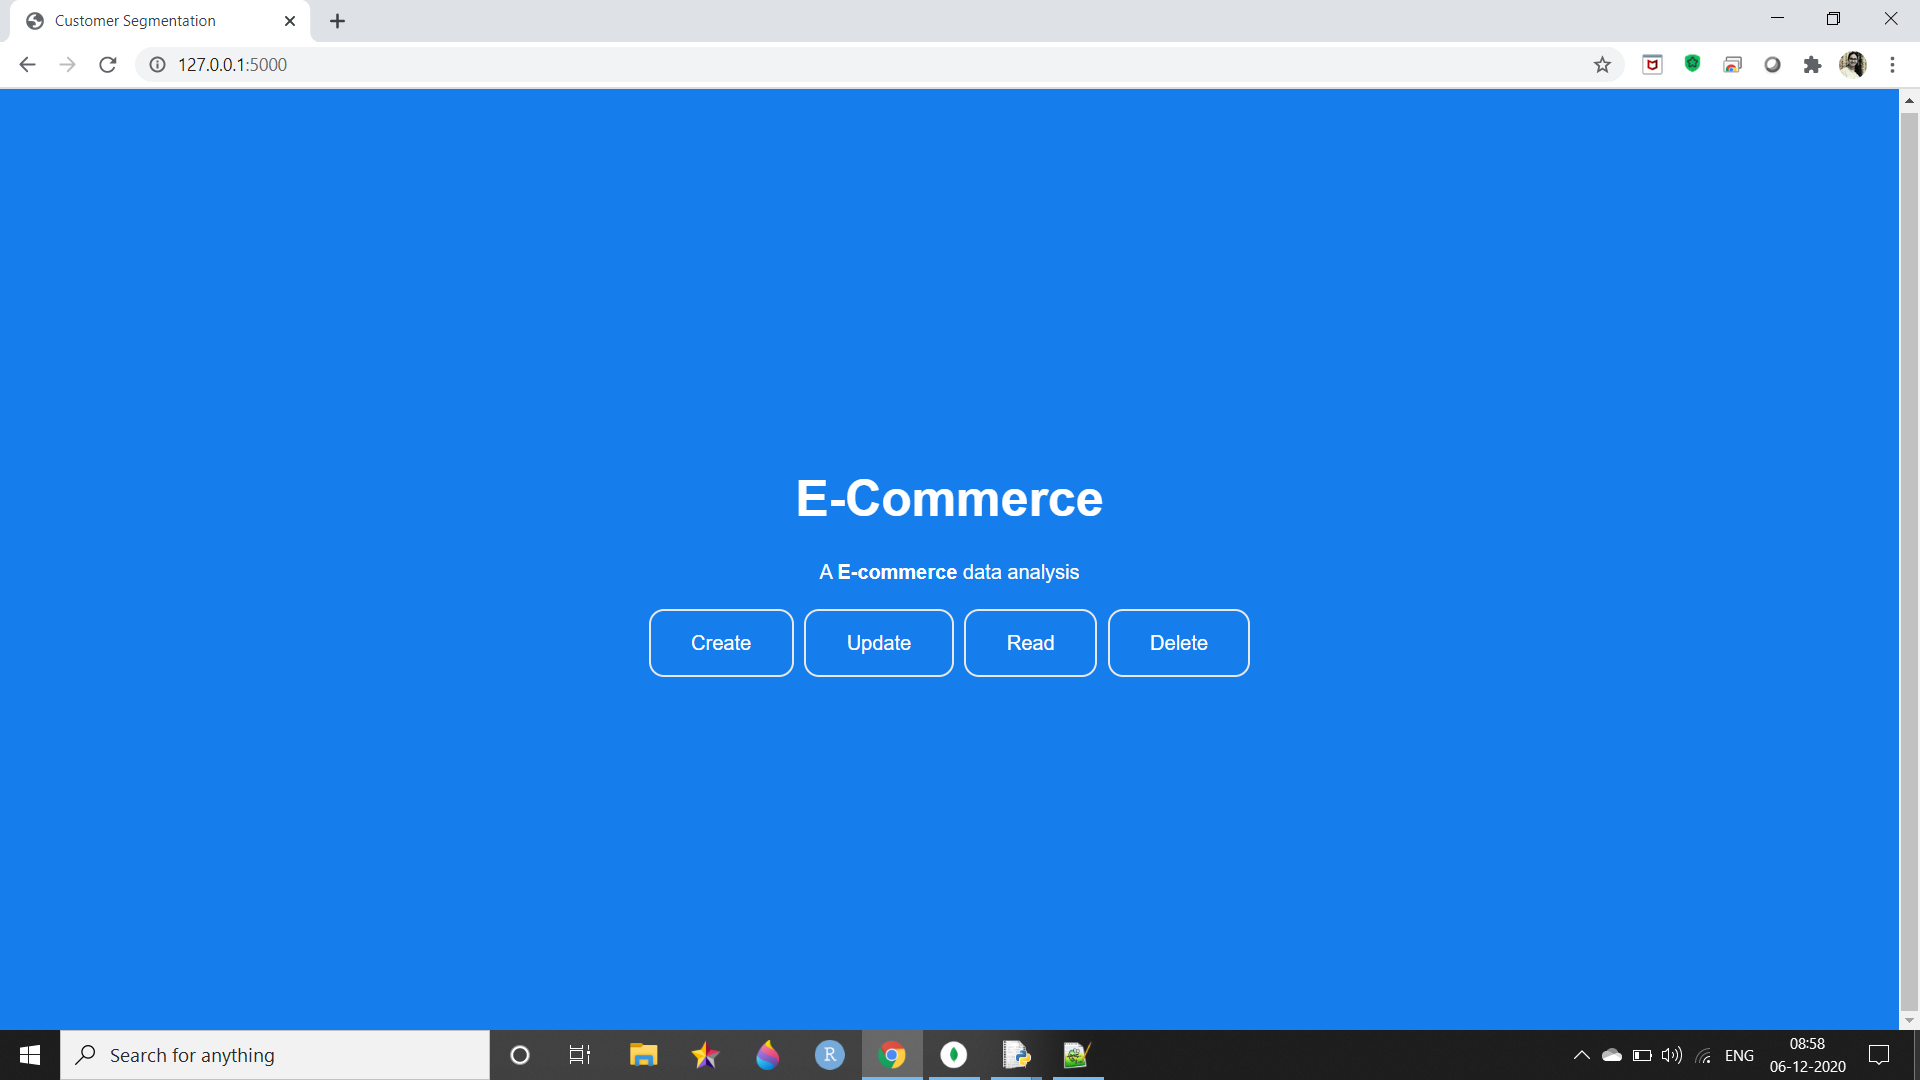 Customer Segmentation
127.0.0.1:5000
E-Commerce
A E-commerce data analysis
Create Update Read Delete
Search for anything
R
ENG
08:58
06-12-2020